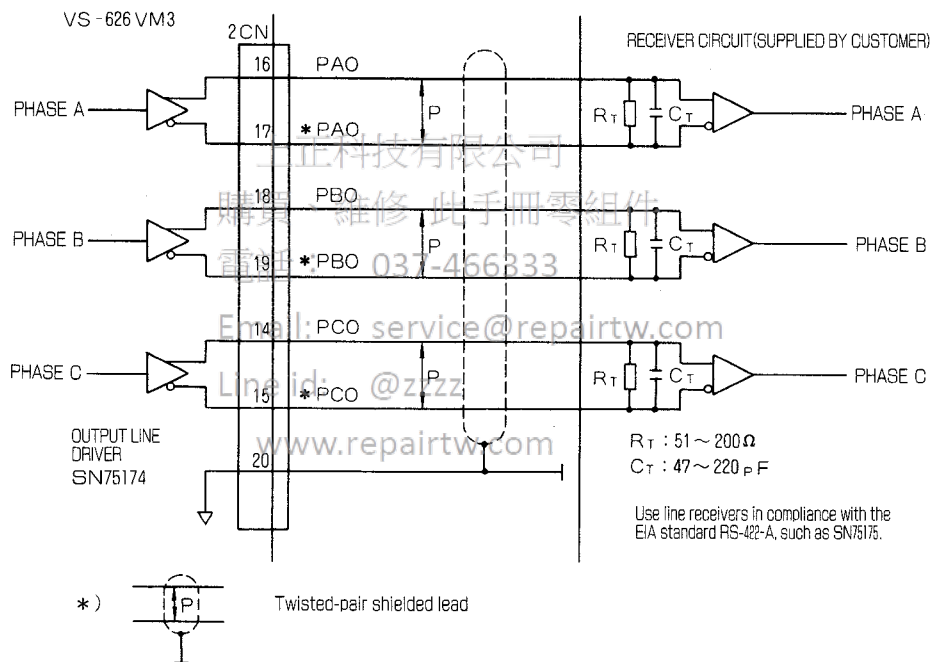 VS-626 VM3
2CN
RECEIVER CIRCUIT(SUPPLIED BY CUSTOMER)
16 PAO
PHASE A P RT CT PHASE A
17 *PAO
正科技有限公司
18 PBO
購買、維修 此手冊零組件
PHASE B P RT CT PHASE B
19 *PBO
電話: 037-466333
14 PCO
Email: service@repairtw.com
PHASE C P RT CT PHASE C
Line id: @zzzz
15 *PCO
www.repairtw.com
OUTPUT LINE
DRIVER
SN75174
20
RT : 51~200Ω
CT : 47~220pF
Use line receivers in compliance with the
EIA standard RS-422-A, such as SN75175.
*) P Twisted-pair shielded lead